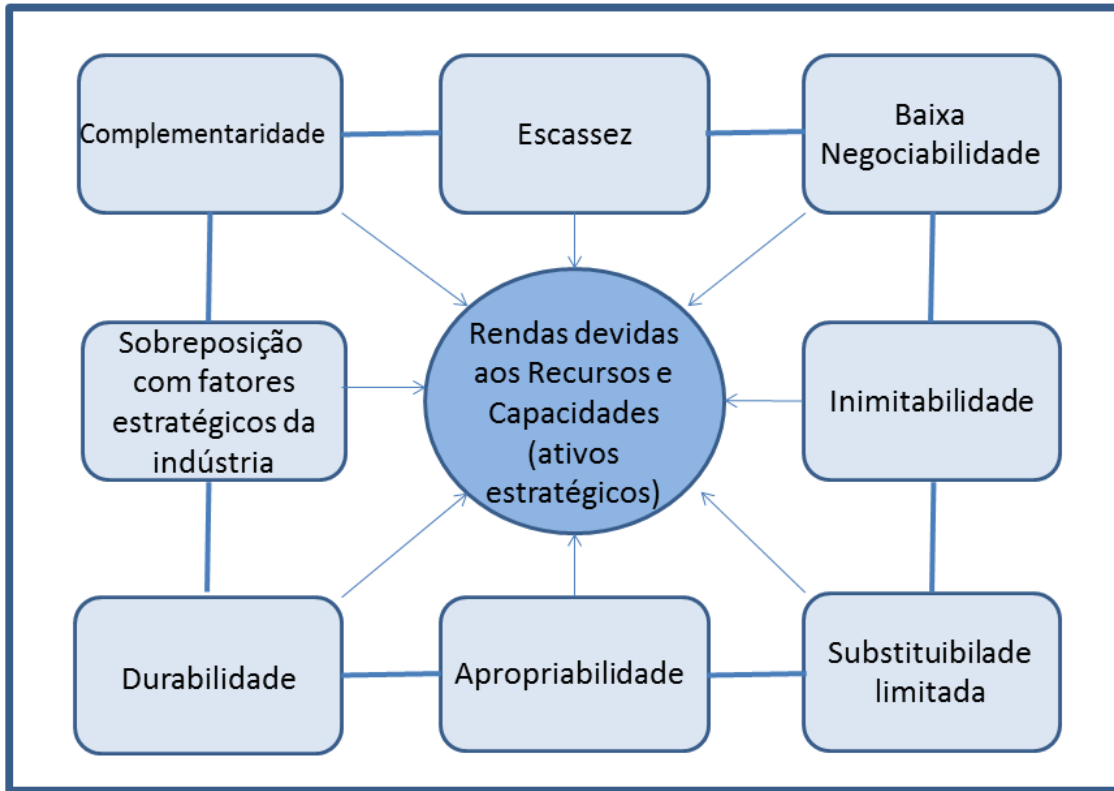 Complementaridade
Escassez
Baixa
Negociabilidade
Sobreposição
com fatores
estratégicos da
indústria
Rendas devidas
aos Recursos e
Capacidades
(ativos
estratégicos)
Inimitabilidade
Durabilidade
Apropriabilidade
Substituibilade
limitada